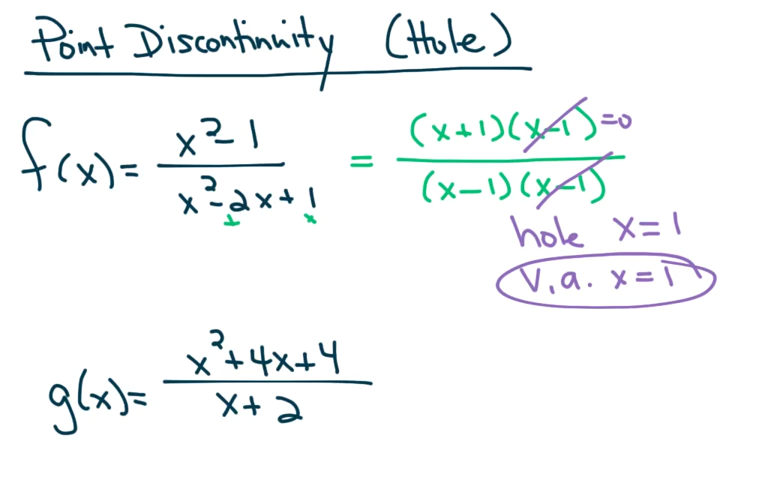 Point Discontinuity (Hole)
f(x) = x²-1 / x²-2x+1 = (x+1)(x-1) / (x-1)(x-1) =0
+ x
hole x=1
V.a. x=1
g(x) = x²+4x+4 / x+2